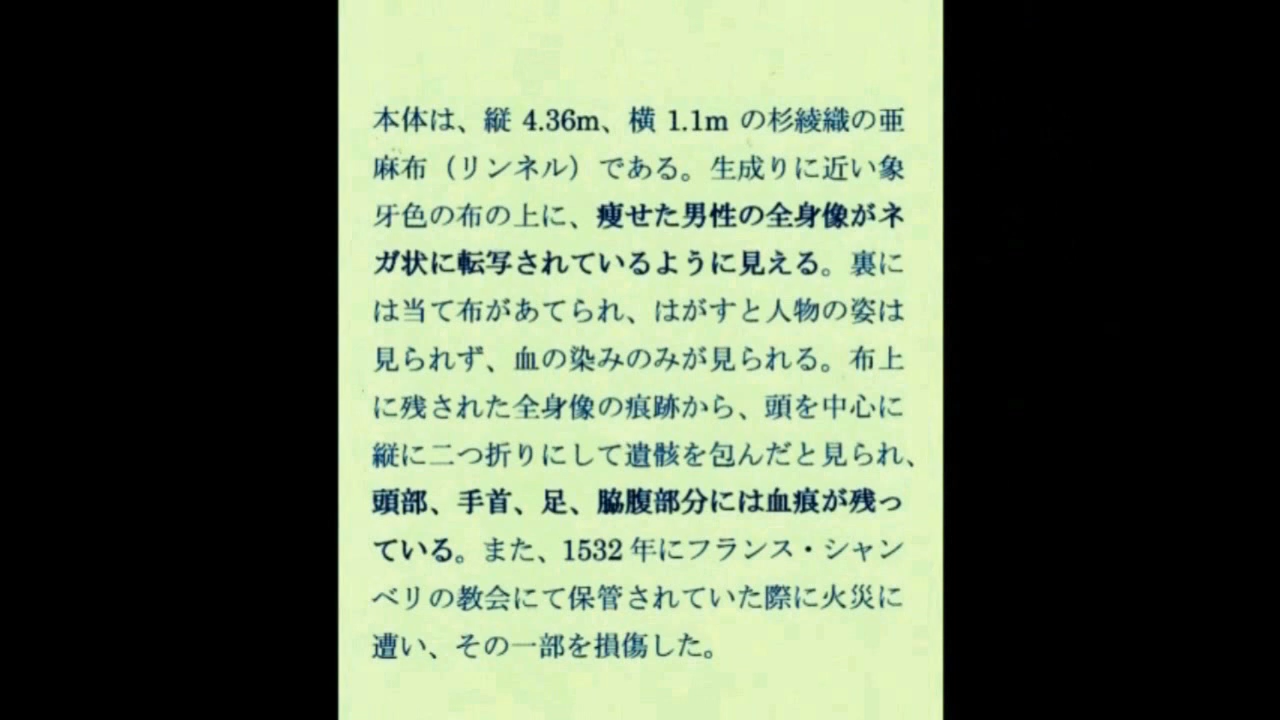 本体は、縦 4.36m、横 1.1m の杉綾織の亜
麻布（リンネル）である。生成りに近い象
牙色の布の上に、痩せた男性の全身像がネ
ガ状に転写されているように見える。裏に
は当て布があてられ、はがすと人物の姿は
見られず、血の染みのみが見られる。布上
に残された全身像の痕跡から、頭を中心に
縦に二つ折りにして遺骸を包んだと見られ、
頭部、手首、足、脇腹部分には血痕が残っ
ている。また、1532 年にフランス・シャン
ベリの教会にて保管されていた際に火災に
遭い、その一部を損傷した。